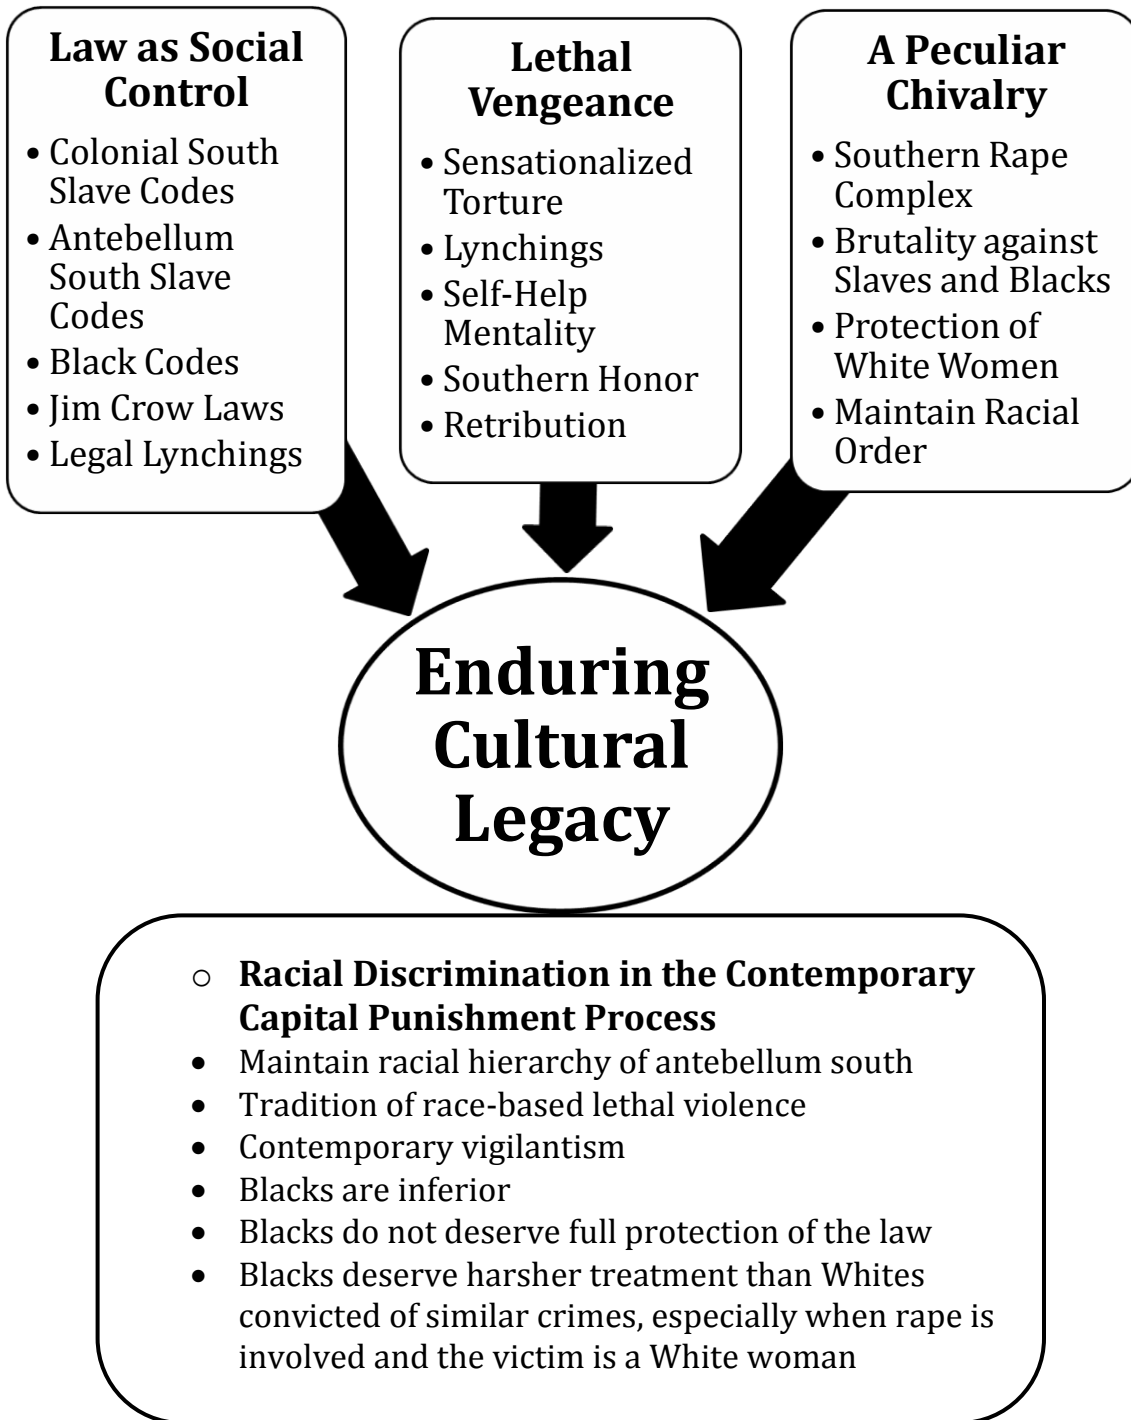 Law as Social
Control
• Colonial South
Slave Codes
• Antebellum
South Slave
Codes
• Black Codes
• Jim Crow Laws
• Legal Lynchings
Lethal
Vengeance
• Sensationalized
Torture
• Lynchings
• Self-Help
Mentality
• Southern Honor
• Retribution
A Peculiar
Chivalry
• Southern Rape
Complex
• Brutality against
Slaves and Blacks
• Protection of
White Women
• Maintain Racial
Order
Enduring
Cultural
Legacy
○ Racial Discrimination in the Contemporary
Capital Punishment Process
• Maintain racial hierarchy of antebellum south
• Tradition of race-based lethal violence
• Contemporary vigilantism
• Blacks are inferior
• Blacks do not deserve full protection of the law
• Blacks deserve harsher treatment than Whites
convicted of similar crimes, especially when rape is
involved and the victim is a White woman